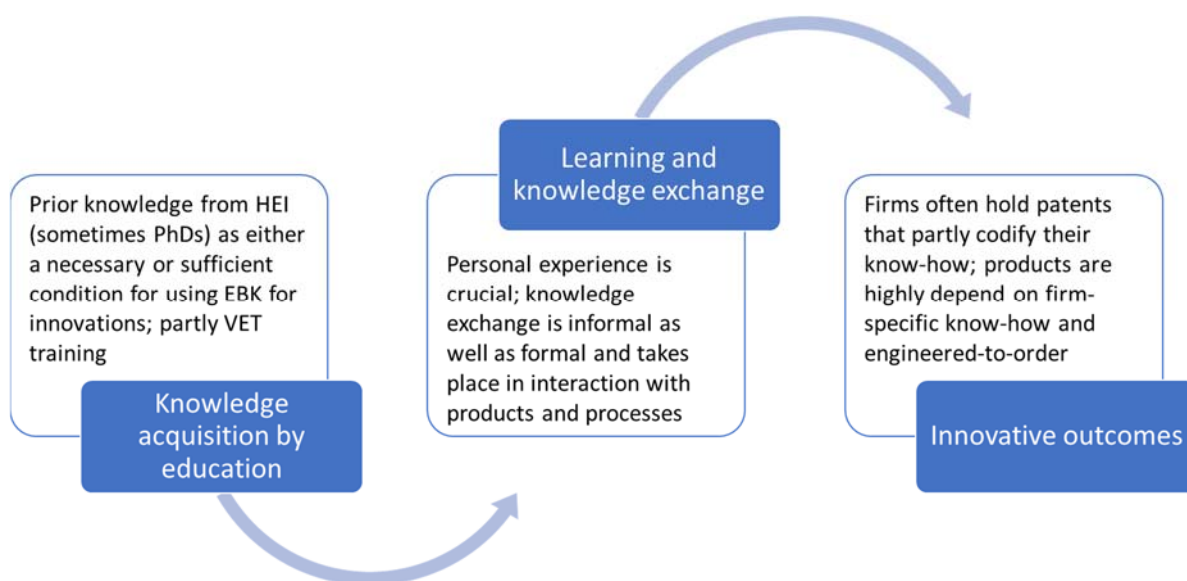 Prior knowledge from HEI
(sometimes PhDs) as either
a necessary or sufficient
condition for using EBK for
innovations; partly VET
training
Knowledge
acquisition by
education
Learning and
knowledge exchange
Personal experience is
crucial; knowledge
exchange is informal as
well as formal and takes
place in interaction with
products and processes
Firms often hold patents
that partly codify their
know-how; products are
highly depend on firm-
specific know-how and
engineered-to-order
Innovative outcomes